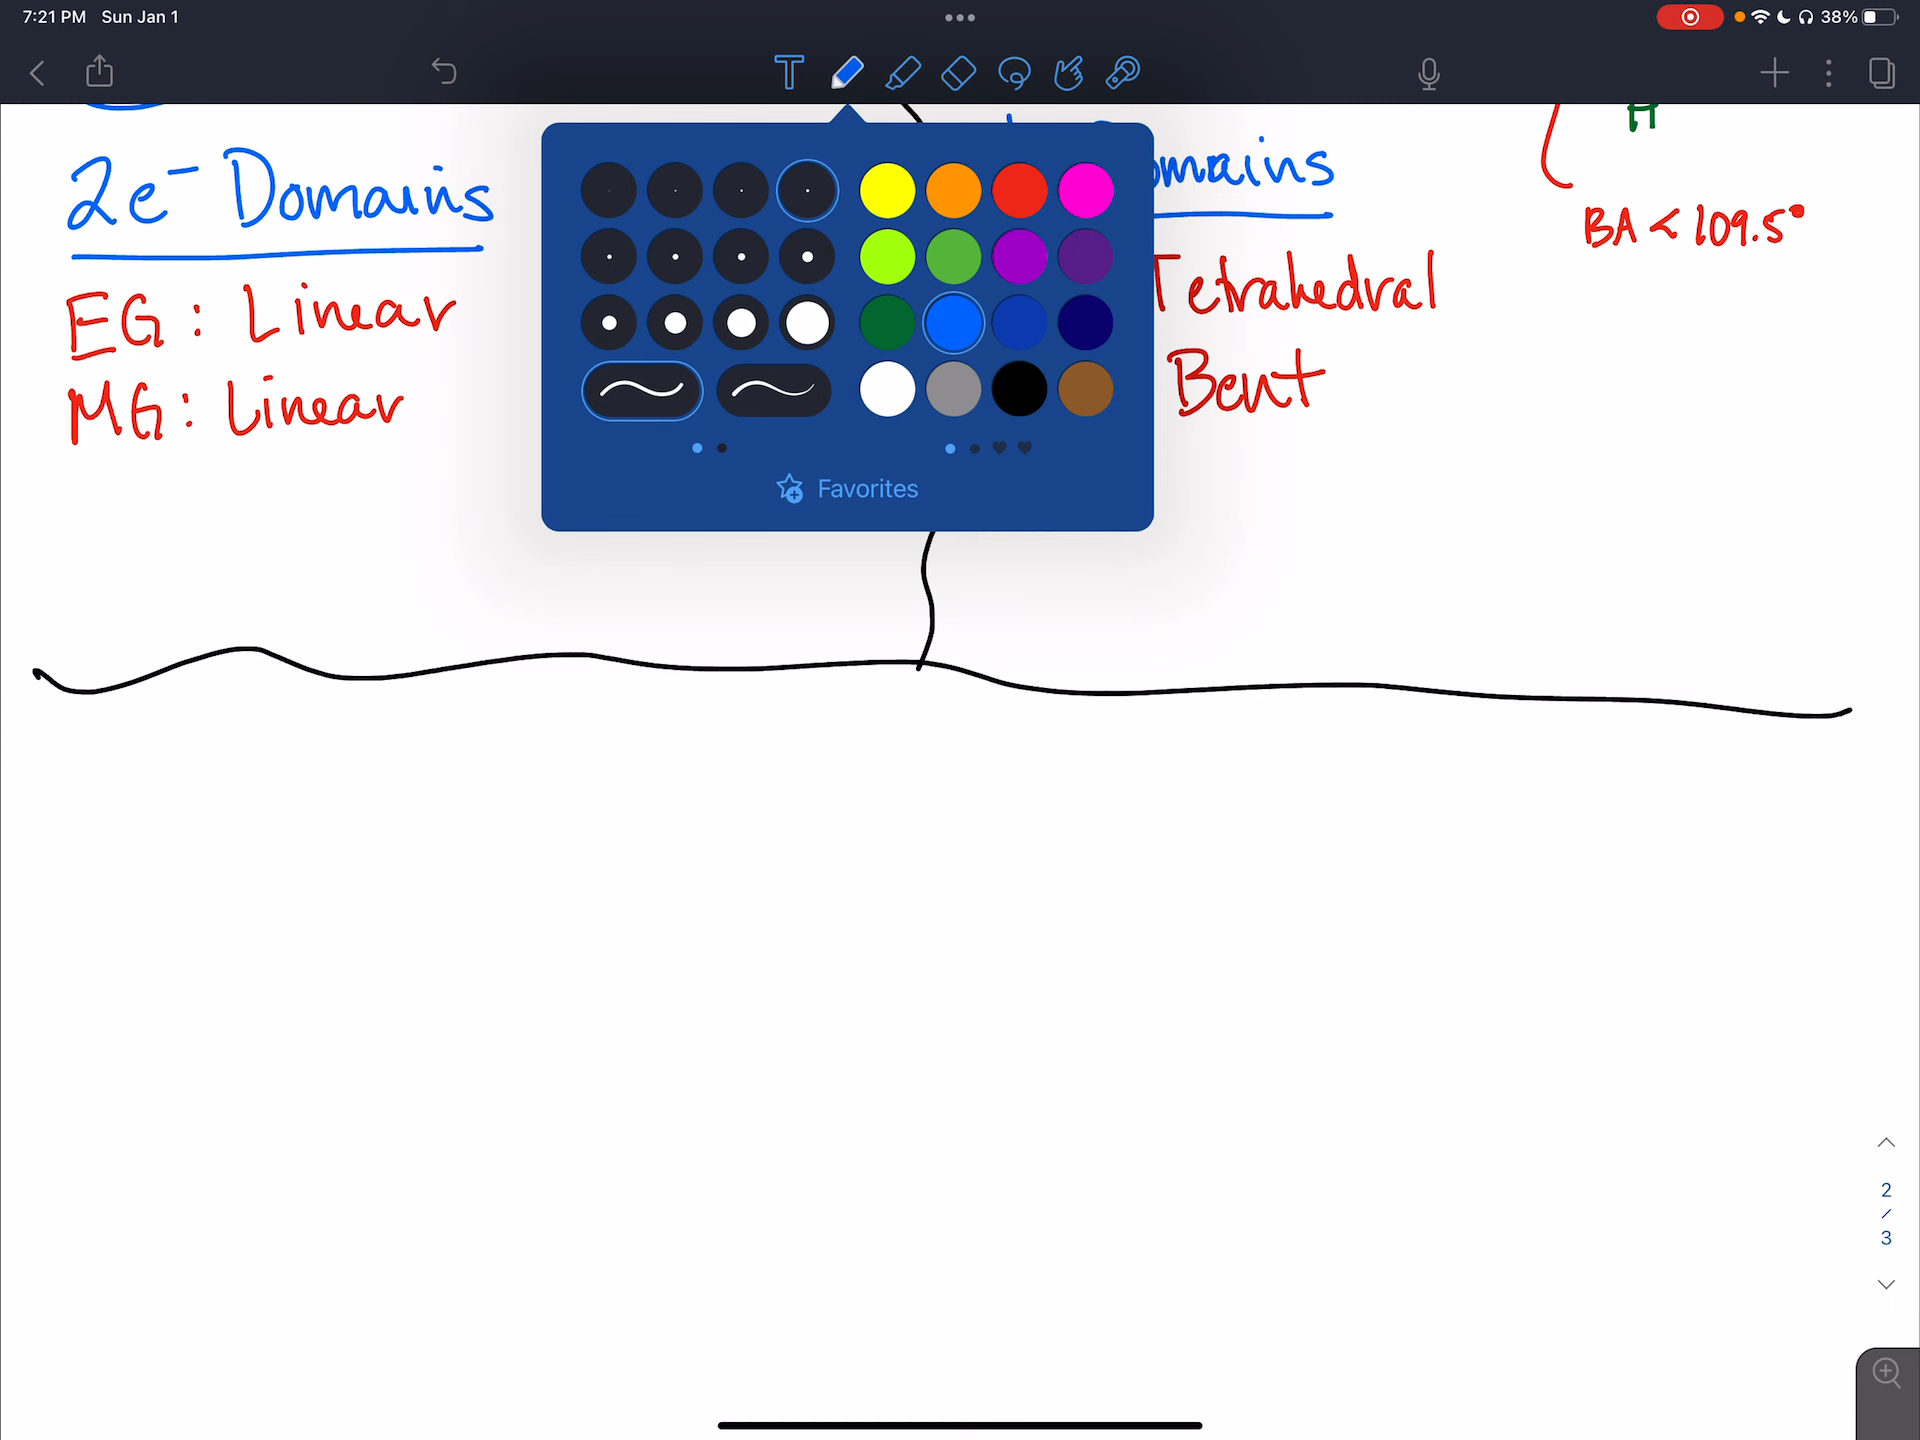 7:21 PM Sun Jan 1
38%
T
2e⁻ Domains
EG: Linear
MG: Linear
Favorites
Tetrahedral
Bent
H
BA < 109.5°
2
/
3